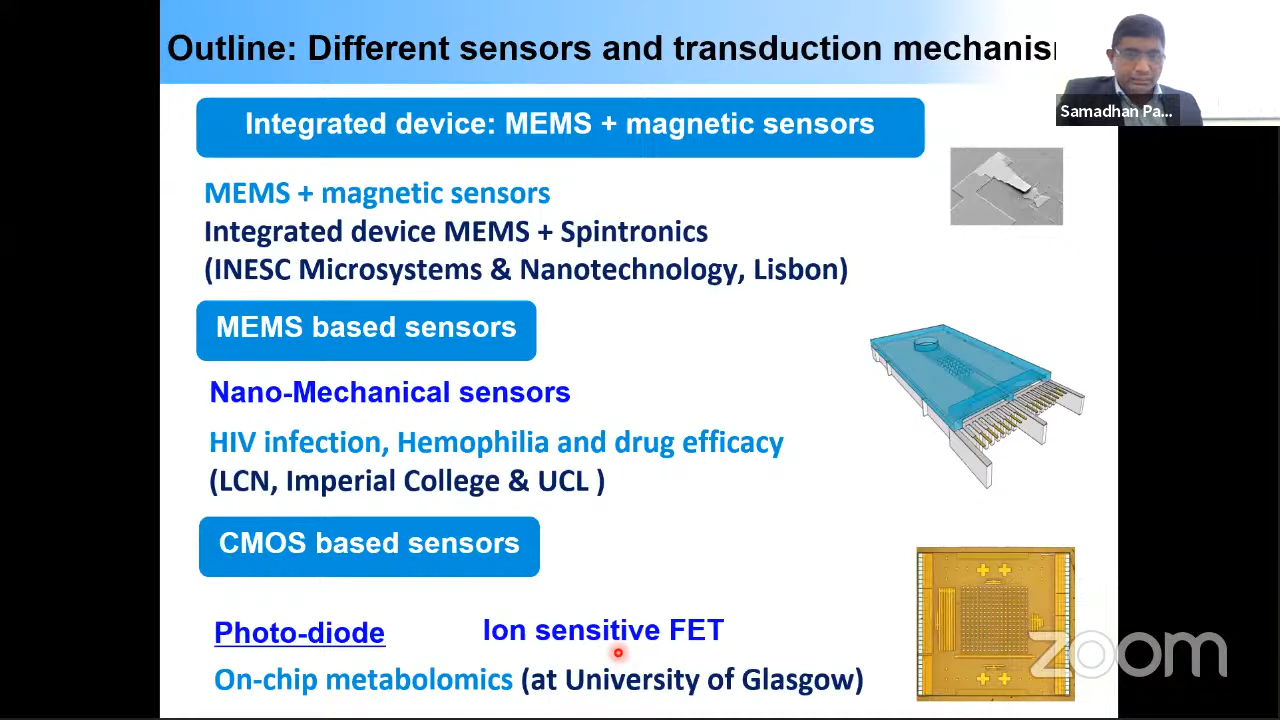 Outline: Different sensors and transduction mechanism
Samadhan Pa...
Integrated device: MEMS + magnetic sensors
MEMS + magnetic sensors
Integrated device MEMS + Spintronics
(INESC Microsystems & Nanotechnology, Lisbon)
MEMS based sensors
Nano-Mechanical sensors
HIV infection, Hemophilia and drug efficacy
(LCN, Imperial College & UCL )
CMOS based sensors
Photo-diode
Ion sensitive FET
On-chip metabolomics (at University of Glasgow)
zoom